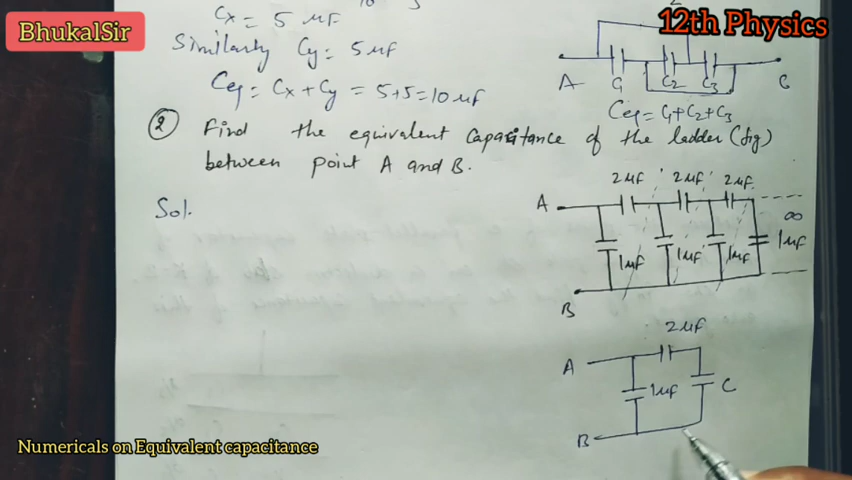 BhukalSir
12th Physics
Cx = 5 μF
Similarly Cy = 5 μF
Ceq = Cx + Cy = 5+5 = 10 μF
A C1 C2 C3
Ceq = C1+C2+C3
② Find the equivalent capacitance of the ladder (fig)
between point A and B.
Sol.
2μF 2μF 2μF
A
∞
1μF 1μF 1μF 1μF
B
2μF
A
1μF C
B
Numericals on Equivalent capacitance